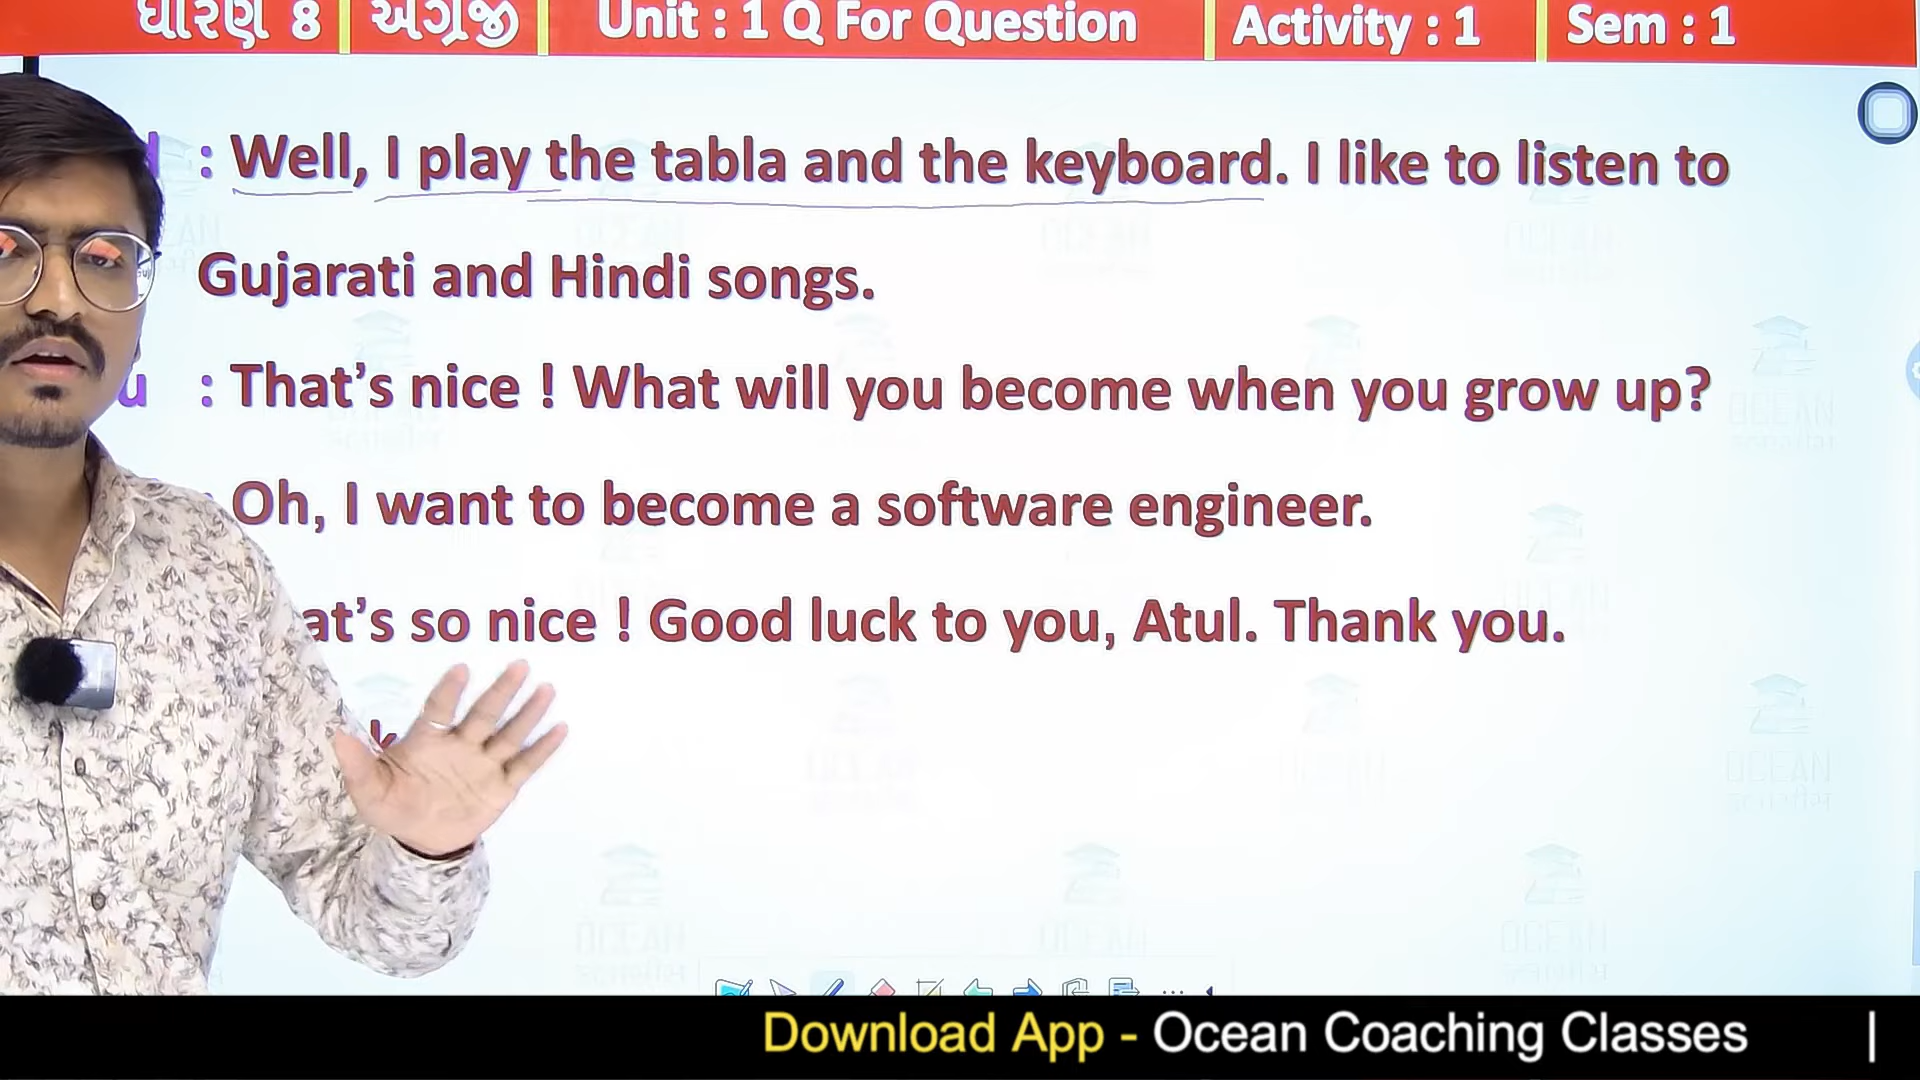 ધોરણ 8 અંગ્રેજી Unit : 1 Q For Question Activity : 1 Sem : 1
: Well, I play the tabla and the keyboard. I like to listen to
Gujarati and Hindi songs.
u : That’s nice ! What will you become when you grow up?
Oh, I want to become a software engineer.
at’s so nice ! Good luck to you, Atul. Thank you.
Download App - Ocean Coaching Classes |